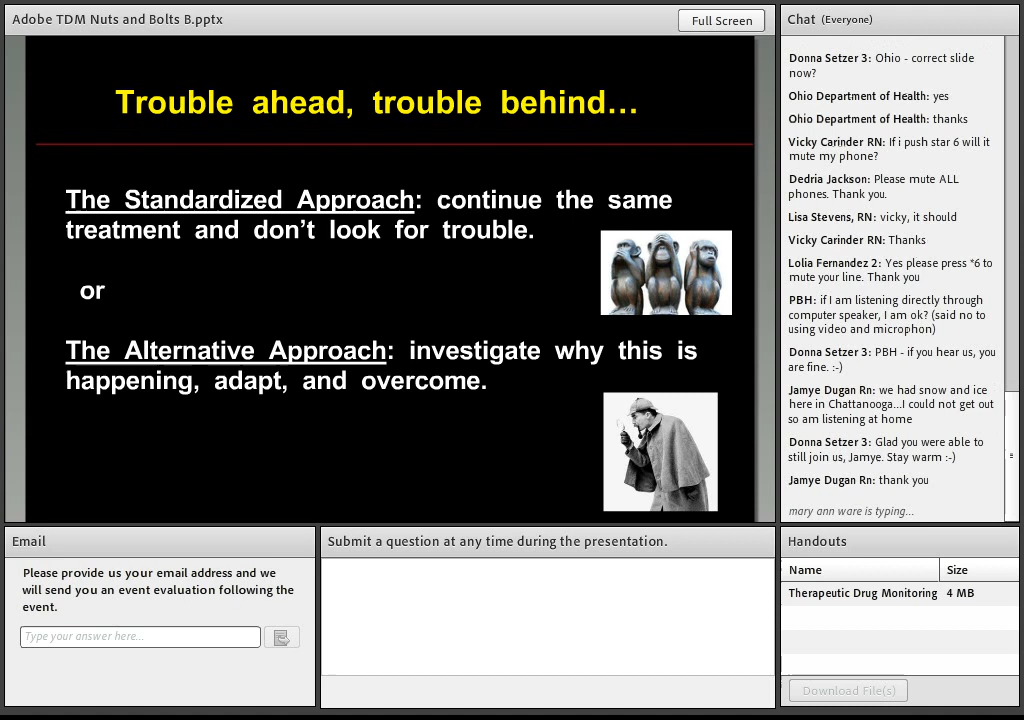 Adobe TDM Nuts and Bolts B.pptx
Full Screen
Trouble ahead, trouble behind...
The Standardized Approach: continue the same
treatment and don't look for trouble.
or
The Alternative Approach: investigate why this is
happening, adapt, and overcome.
Chat (Everyone)
Donna Setzer 3: Ohio - correct slide
now?
Ohio Department of Health: yes
Ohio Department of Health: thanks
Vicky Carinder RN: If i push star 6 will it
mute my phone?
Dedria Jackson: Please mute ALL
phones. Thank you.
Lisa Stevens, RN: vicky, it should
Vicky Carinder RN: Thanks
Lolia Fernandez 2: Yes please press *6 to
mute your line. Thank you
PBH: if I am listening directly through
computer speaker, I am ok? (said no to
using video and microphon)
Donna Setzer 3: PBH - if you hear us, you
are fine. :-)
Jamye Dugan Rn: we had snow and ice
here in Chattanooga...I could not get out
so am listening at home
Donna Setzer 3: Glad you were able to
still join us, Jamye. Stay warm :-)
Jamye Dugan Rn: thank you
mary ann ware is typing...
Email
Please provide us your email address and we
will send you an event evaluation following the
event.
Type your answer here...
Submit a question at any time during the presentation.
Handouts
Name Size
Therapeutic Drug Monitoring 4 MB
Download File(s)